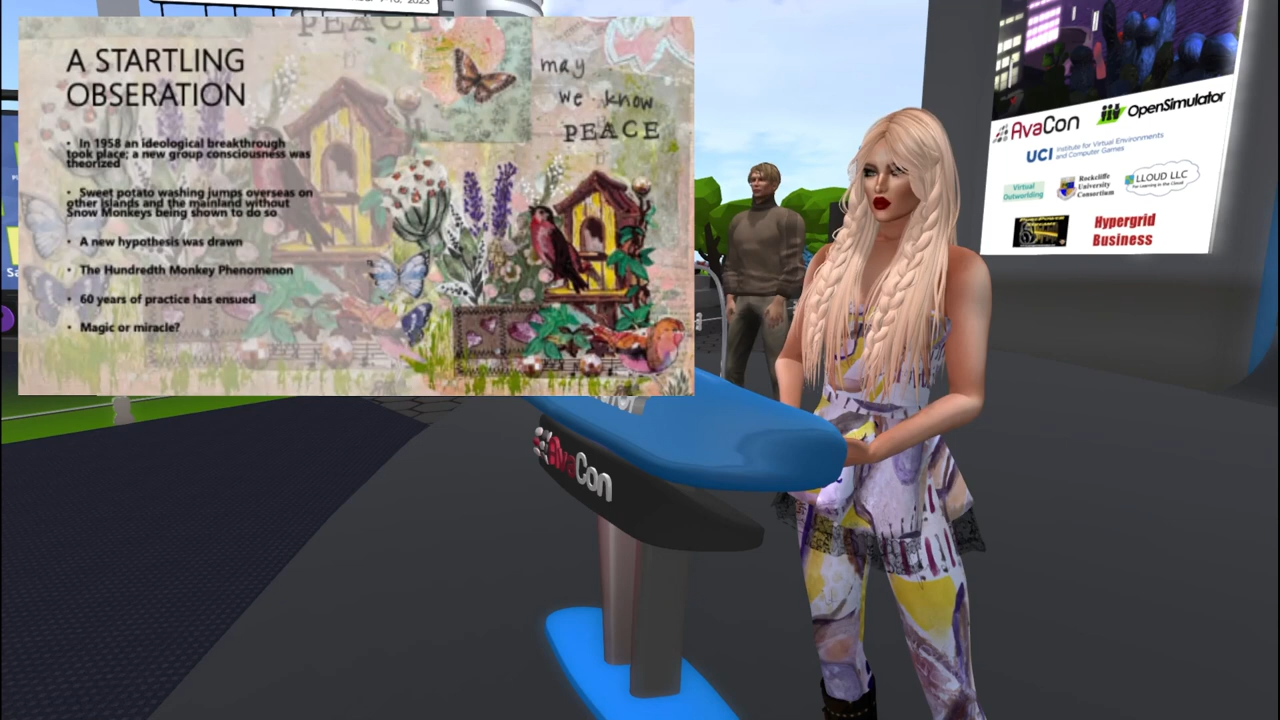 2023
PEACE
A STARTLING
OBSERATION
• In 1958 an ideological breakthrough
took place; a new group consciousness was
theorized
• Sweet potato washing jumps overseas on
other islands and the mainland without
Snow Monkeys being shown to do so
• A new hypothesis was drawn
• The Hundredth Monkey Phenomenon
• 60 years of practice has ensued
• Magic or miracle?
may
we know
PEACE
AvaCon
AvaCon
OpenSimulator
UCI Institute for Virtual Environments
and Computer Games
Virtual
Outworlding
Rockcliffe
University
Consortium
LLOUD LLC
For Learning in the Cloud
Hypergrid
Business